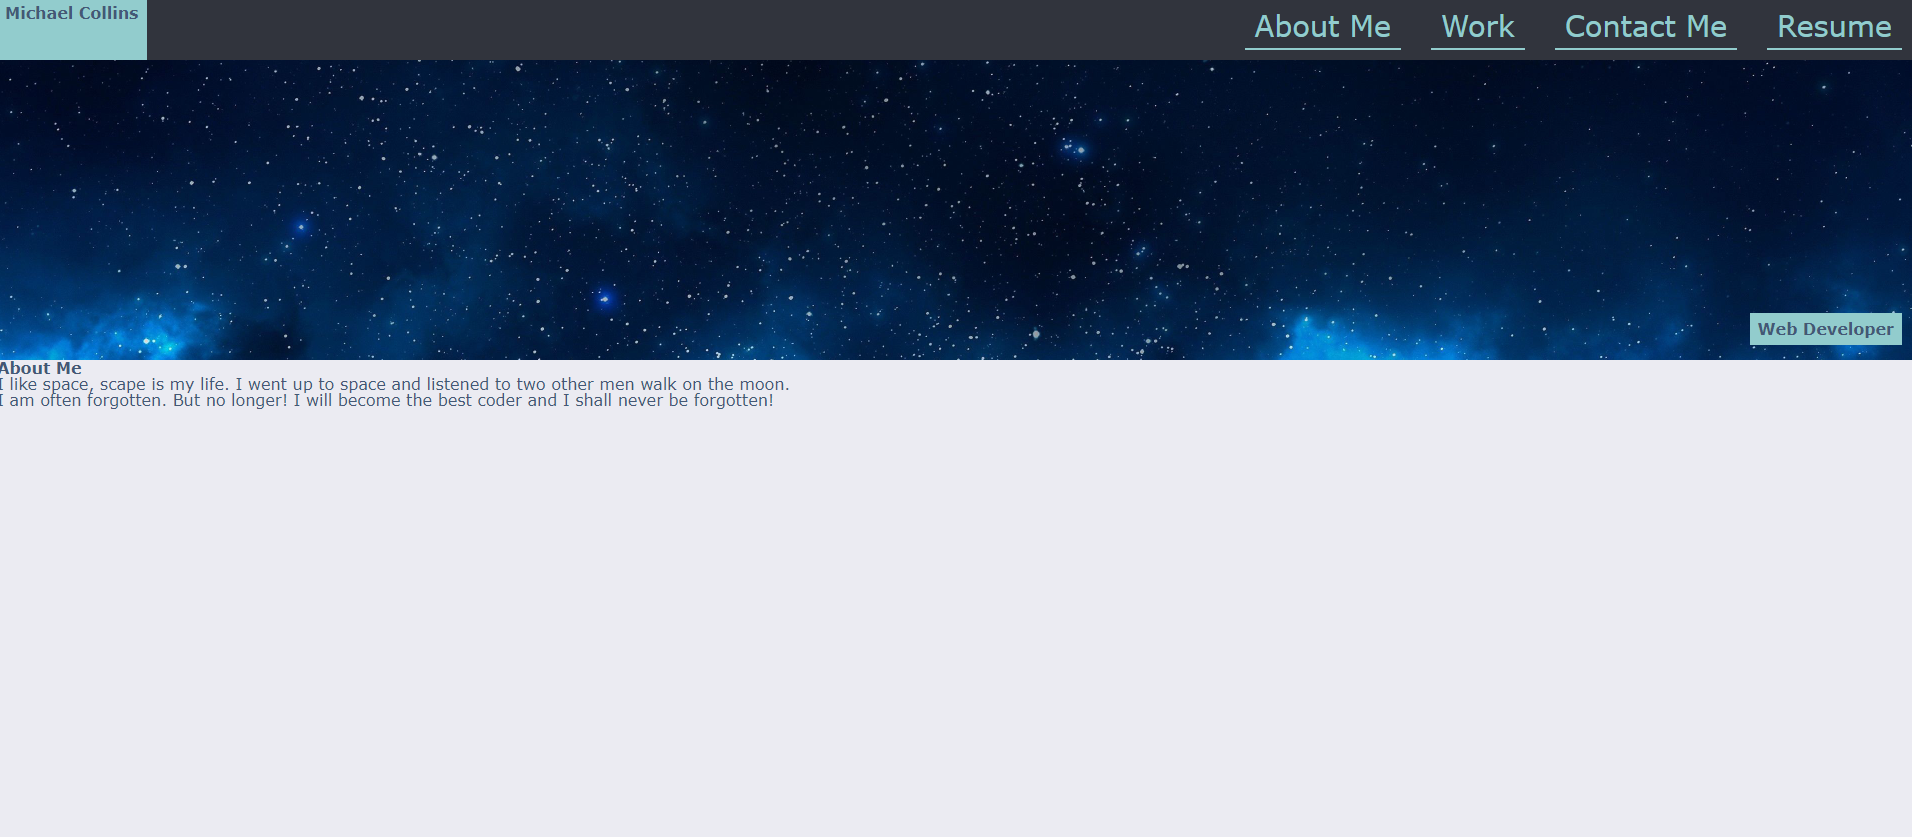 Michael Collins
About Me Work Contact Me Resume
Web Developer
About Me
I like space, scape is my life. I went up to space and listened to two other men walk on the moon.
I am often forgotten. But no longer! I will become the best coder and I shall never be forgotten!